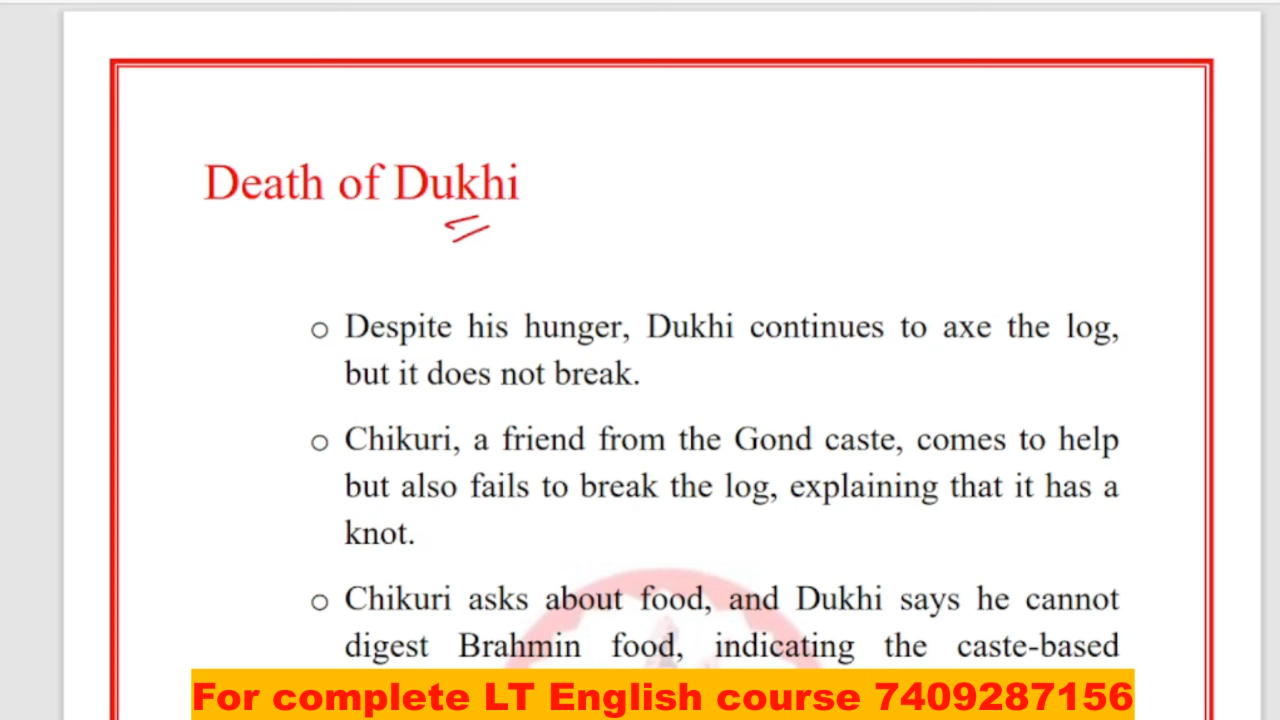 Death of Dukhi
o Despite his hunger, Dukhi continues to axe the log,
but it does not break.
o Chikuri, a friend from the Gond caste, comes to help
but also fails to break the log, explaining that it has a
knot.
o Chikuri asks about food, and Dukhi says he cannot
digest Brahmin food, indicating the caste-based
For complete LT English course 7409287156